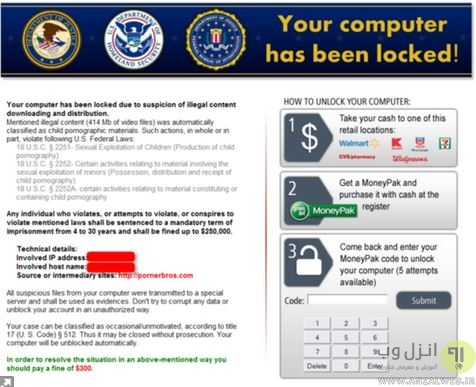 Your computer
has been locked!
Your computer has been locked due to suspicion of illegal content
downloading and distribution.
Mentioned illegal content (414 Mb of video files) was automatically
classified as child pornographic materials. Such actions, in whole or in
part, violate following U.S. Federal Laws:
18 U.S.C. § 2251- Sexual Exploitation of Children (Production of child
pornography)
18 U.S.C. § 2252- Certain activities relating to material involving the
sexual exploitation of minors (Possession, distribution and receipt of
child pornography)
18 U.S.C. § 2252A- certain activities relating to material constituting or
containing child pornography
Any individual who violates, or attempts to violate, or conspires to
violate mentioned laws shall be sentenced to a mandatory term of
imprisonment from 4 to 30 years and shall be fined up to $250,000.
Technical details:
Involved IP address:
Involved host name:
Source or intermediary sites: http://pornerbros.com
All suspicious files from your computer were transmitted to a special
server and shall be used as evidences. Don't try to corrupt any data or
unlock your account in an unauthorized way.
Your case can be classified as occasional/unmotivated, according to title
17 (U. S. Code) § 512. Thus it may be closed without prosecution. Your
computer will be unblocked automatically.
In order to resolve the situation in an above-mentioned way you
should pay a fine of $300.
HOW TO UNLOCK YOUR COMPUTER:
1
$
Take your cash to one of this
retail locations:
Walmart
Kmart
7 ELEVEN
CVS/pharmacy
Walgreens
2
MoneyPak
Get a MoneyPak and
purchase it with cash at the
register
3
Come back and enter your
MoneyPak code to unlock
your computer (5 attempts
available)
Code:
Submit
1 2 3
4 5 6
7 8 9
Delete 0 Enter
انزل وب
آموزش و معرفی فناوری
WWW.ANZALWEB.IR